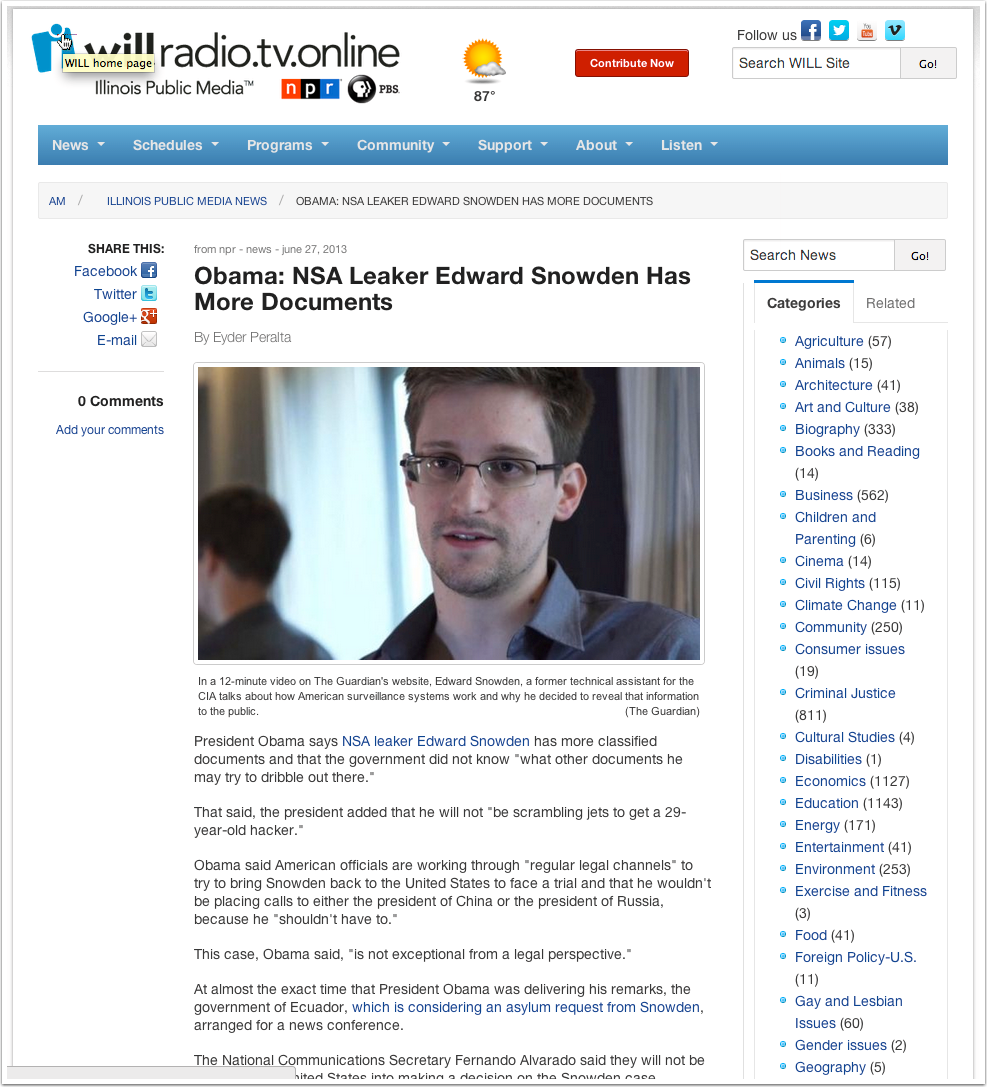 willradio.tv.online
WILL home page
Illinois Public Media™
npr
PBS.
87°
Contribute Now
Follow us
You Tube
Search WILL Site
Go!
News
Schedules
Programs
Community
Support
About
Listen
AM / ILLINOIS PUBLIC MEDIA NEWS / OBAMA: NSA LEAKER EDWARD SNOWDEN HAS MORE DOCUMENTS
SHARE THIS:
Facebook
Twitter
Google+
E-mail
0 Comments
Add your comments
from npr - news - june 27, 2013
Obama: NSA Leaker Edward Snowden Has
More Documents
By Eyder Peralta
In a 12-minute video on The Guardian's website, Edward Snowden, a former technical assistant for the
CIA talks about how American surveillance systems work and why he decided to reveal that information
to the public. (The Guardian)
President Obama says NSA leaker Edward Snowden has more classified
documents and that the government did not know "what other documents he
may try to dribble out there."
That said, the president added that he will not "be scrambling jets to get a 29-
year-old hacker."
Obama said American officials are working through "regular legal channels" to
try to bring Snowden back to the United States to face a trial and that he wouldn't
be placing calls to either the president of China or the president of Russia,
because he "shouldn't have to."
This case, Obama said, "is not exceptional from a legal perspective."
At almost the exact time that President Obama was delivering his remarks, the
government of Ecuador, which is considering an asylum request from Snowden,
arranged for a news conference.
The National Communications Secretary Fernando Alvarado said they will not be
United States into making a decision on the Snowden case
Search News
Go!
Categories
Related
Agriculture (57)
Animals (15)
Architecture (41)
Art and Culture (38)
Biography (333)
Books and Reading
(14)
Business (562)
Children and
Parenting (6)
Cinema (14)
Civil Rights (115)
Climate Change (11)
Community (250)
Consumer issues
(19)
Criminal Justice
(811)
Cultural Studies (4)
Disabilities (1)
Economics (1127)
Education (1143)
Energy (171)
Entertainment (41)
Environment (253)
Exercise and Fitness
(3)
Food (41)
Foreign Policy-U.S.
(11)
Gay and Lesbian
Issues (60)
Gender issues (2)
Geography (5)